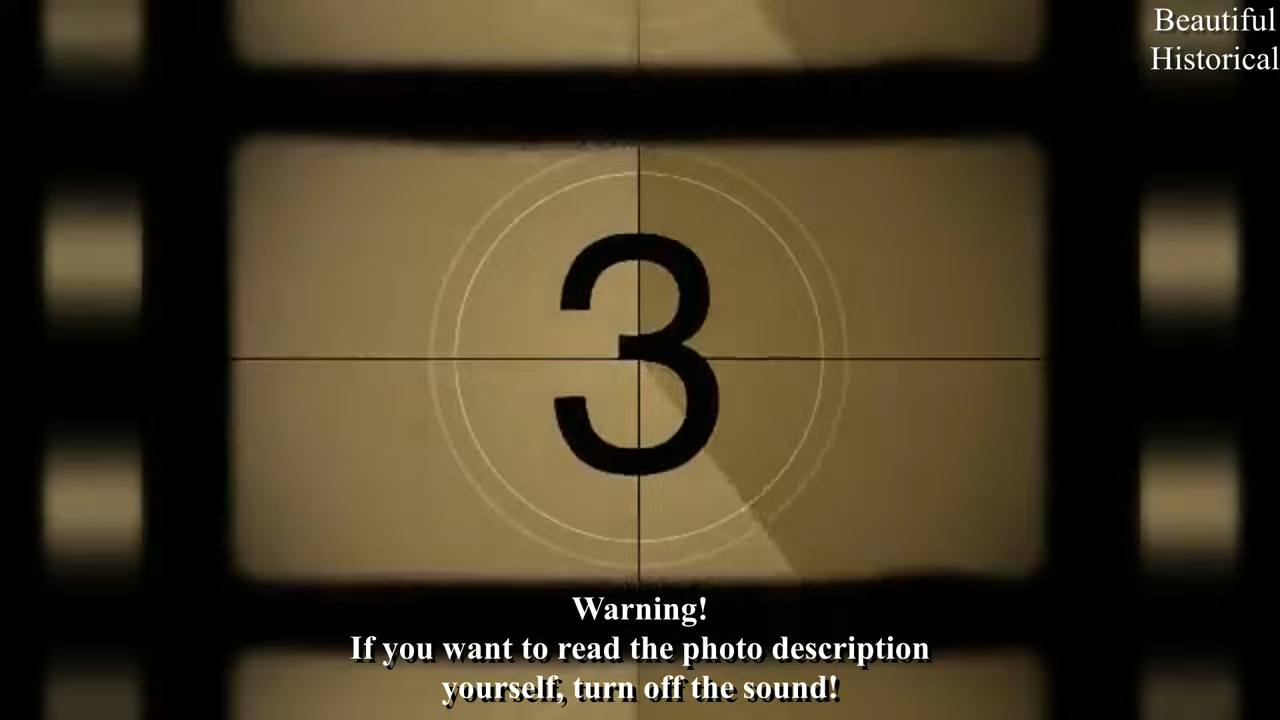 Beautiful
Historical
3
Warning!
If you want to read the photo description
yourself, turn off the sound!